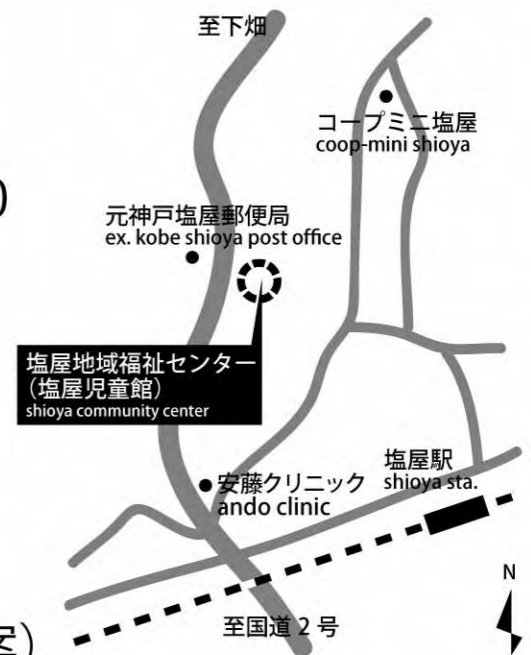 至下畑
コープミニ塩屋
coop-mini shioya
)
元神戸塩屋郵便局
ex. kobe shioya post office
塩屋地域福祉センター
（塩屋児童館）
shioya community center
塩屋駅
shioya sta.
安藤クリニック
ando clinic
N
至国道 2 号